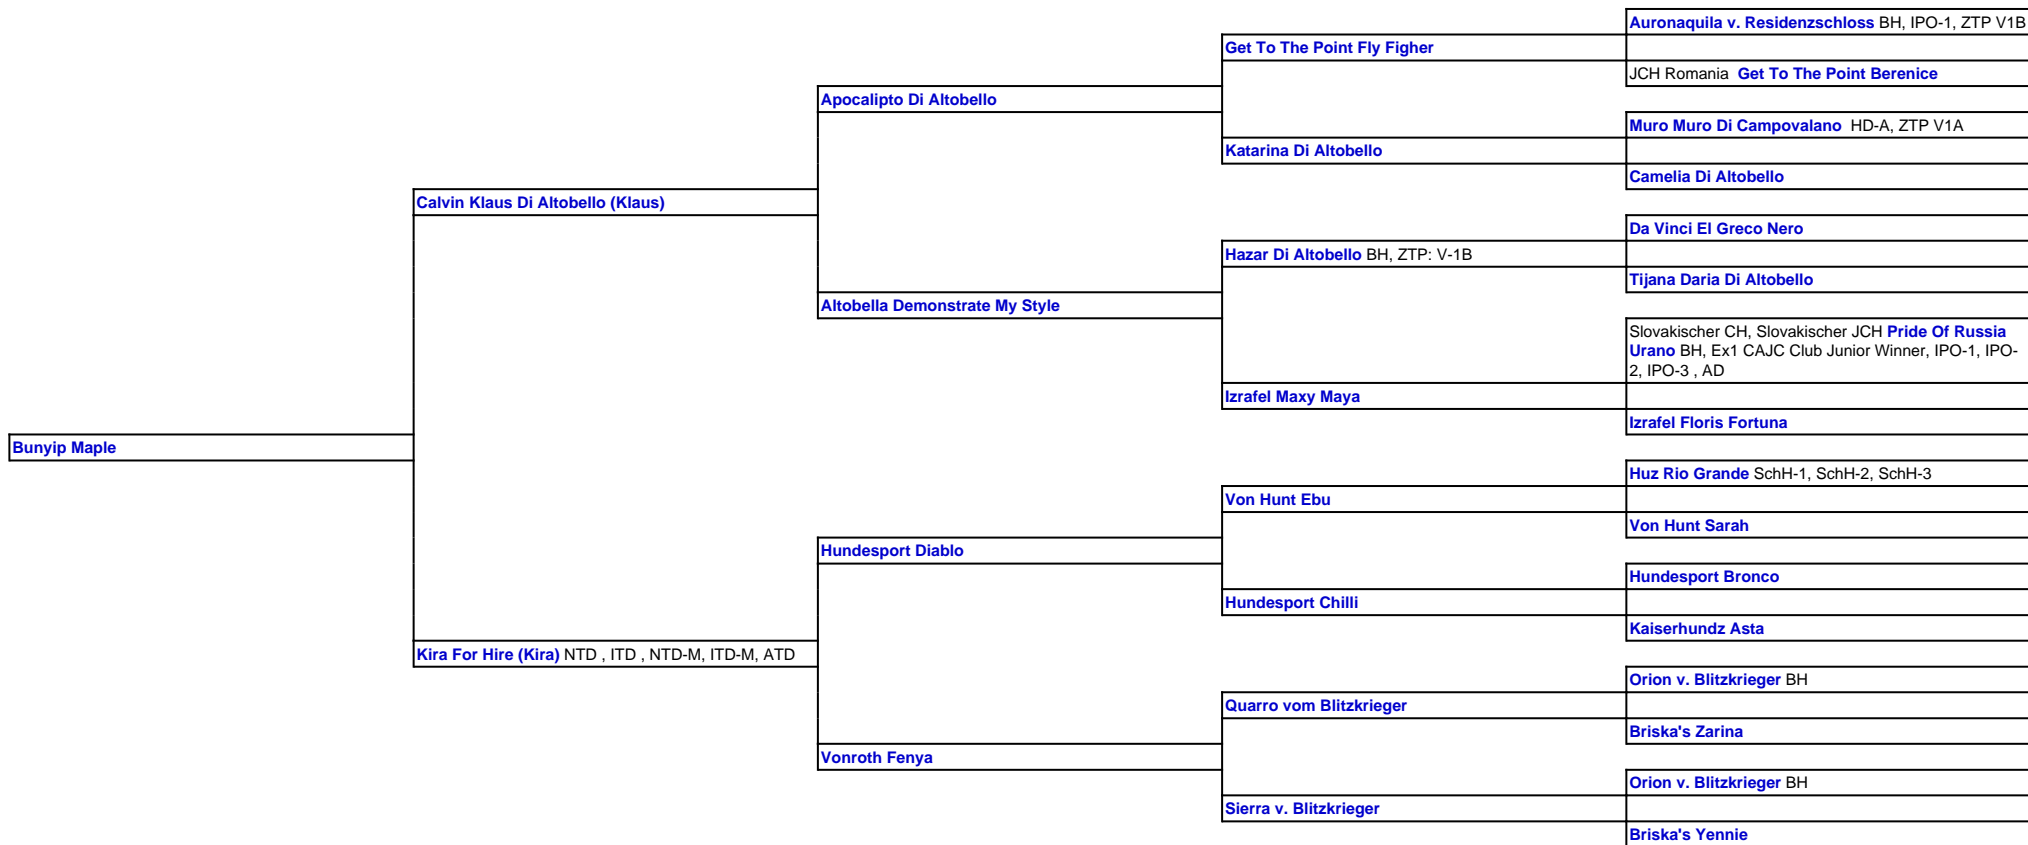 Auronaquila v. Residenzschloss BH, IPO-1, ZTP V1B
Get To The Point Fly Figher
JCH Romania Get To The Point Berenice
Apocalipto Di Altobello
Muro Muro Di Campovalano HD-A, ZTP V1A
Katarina Di Altobello
Camelia Di Altobello
Calvin Klaus Di Altobello (Klaus)
Da Vinci El Greco Nero
Hazar Di Altobello BH, ZTP: V-1B
Tijana Daria Di Altobello
Altobella Demonstrate My Style
Slovakischer CH, Slovakischer JCH Pride Of Russia
Urano BH, Ex1 CAJC Club Junior Winner, IPO-1, IPO-
2, IPO-3 , AD
Izrafel Maxy Maya
Izrafel Floris Fortuna
Bunyip Maple
Huz Rio Grande SchH-1, SchH-2, SchH-3
Von Hunt Ebu
Von Hunt Sarah
Hundesport Diablo
Hundesport Bronco
Hundesport Chilli
Kaiserhundz Asta
Kira For Hire (Kira) NTD , ITD , NTD-M, ITD-M, ATD
Orion v. Blitzkrieger BH
Quarro vom Blitzkrieger
Briska's Zarina
Vonroth Fenya
Orion v. Blitzkrieger BH
Sierra v. Blitzkrieger
Briska's Yennie